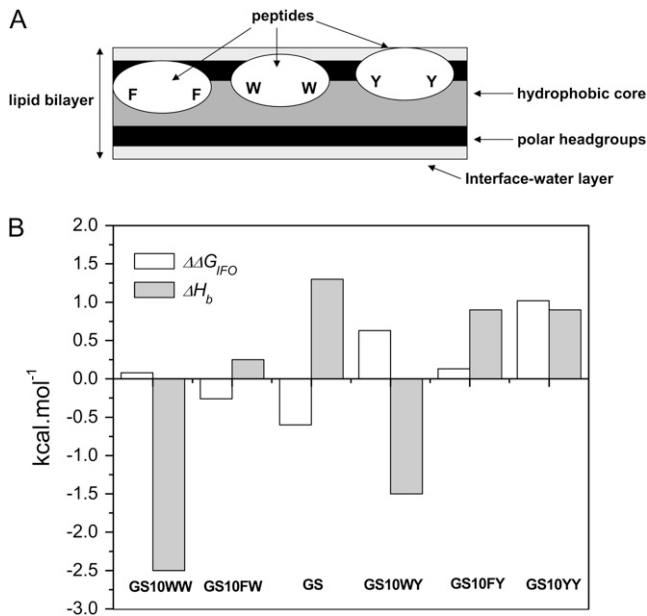 A
peptides
lipid bilayer
F F W W Y Y
hydrophobic core
polar headgroups
Interface-water layer
B
2.0
1.5
1.0
0.5
0.0
-0.5
-1.0
-1.5
-2.0
-2.5
-3.0
kcal.mol⁻¹
ΔΔG_IFO
ΔH_b
GS10WW GS10FW GS GS10WY GS10FY GS10YY